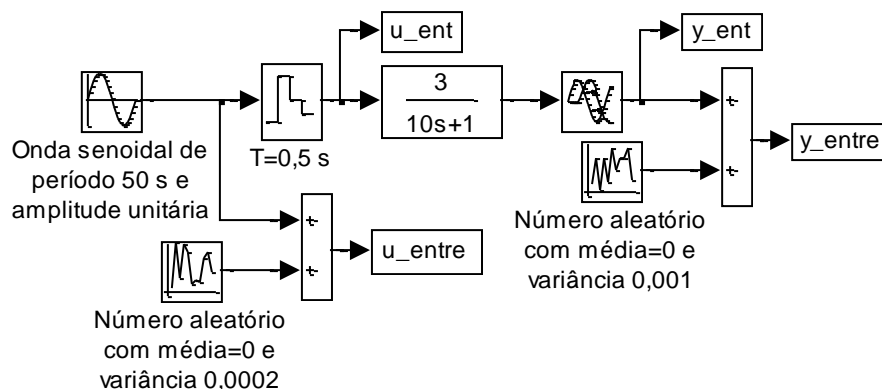 u_ent
y_ent
3
10s+1
Onda senoidal de
período 50 s e
amplitude unitária
T=0,5 s
y_entre
u_entre
Número aleatório
com média=0 e
variância 0,001
Número aleatório
com média=0 e
variância 0,0002